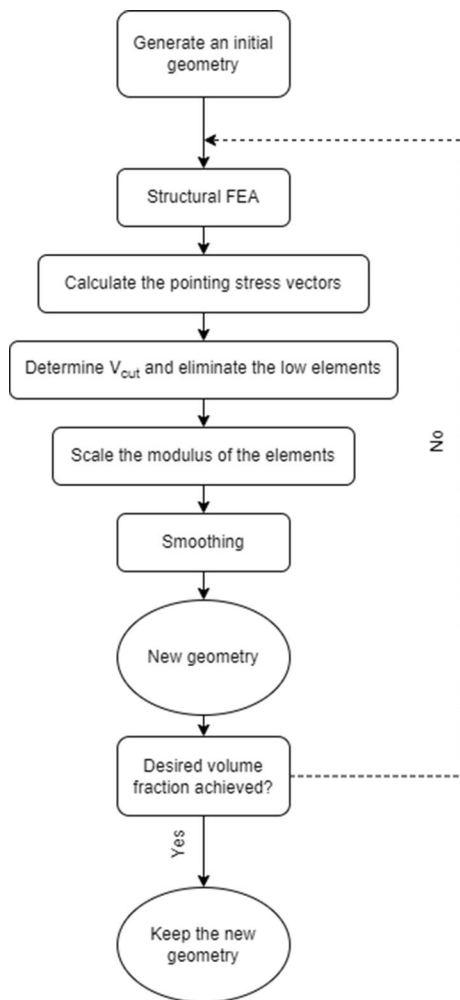 Generate an initial
geometry
Structural FEA
Calculate the pointing stress vectors
Determine Vcut and eliminate the low elements
Scale the modulus of the elements
No
Smoothing
New geometry
Desired volume
fraction achieved?
Yes
Keep the new
geometry